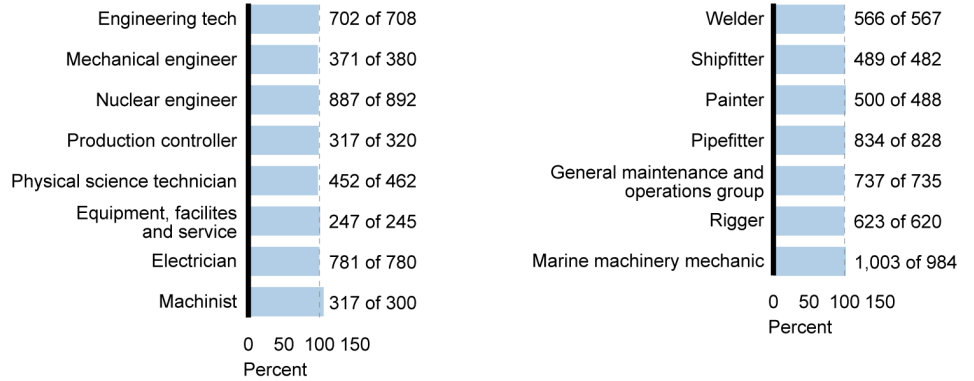 Engineering tech 702 of 708
Mechanical engineer 371 of 380
Nuclear engineer 887 of 892
Production controller 317 of 320
Physical science technician 452 of 462
Equipment, facilites
and service 247 of 245
Electrician 781 of 780
Machinist 317 of 300
0 50 100 150
Percent
Welder 566 of 567
Shipfitter 489 of 482
Painter 500 of 488
Pipefitter 834 of 828
General maintenance and
operations group 737 of 735
Rigger 623 of 620
Marine machinery mechanic 1,003 of 984
0 50 100 150
Percent